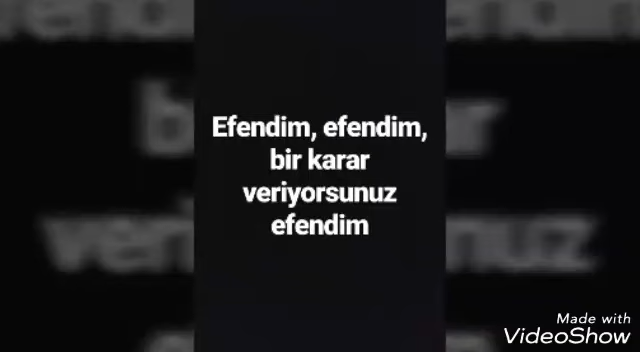 Efendim, efendim,
bir karar
veriyorsunuz
efendim
Made with
VideoShow